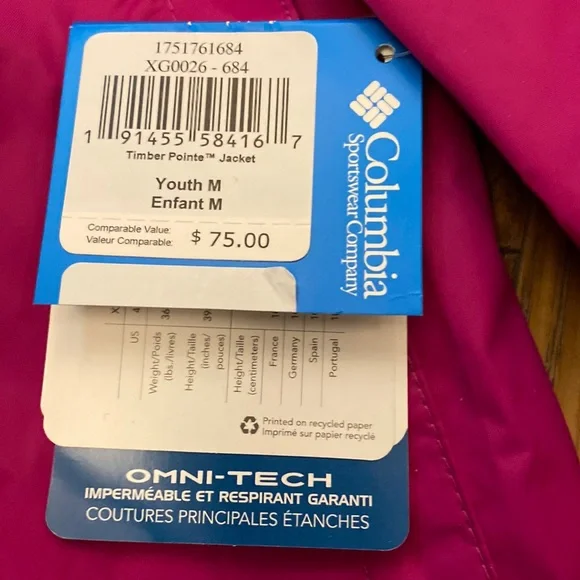 1751761684
XG0026 - 684
1 91455 58416 7
Timber Pointe™ Jacket
Youth M
Enfant M
Comparable Value:
Valeur Comparable:
$ 75.00
Columbia
Sportswear Company
US
Weight/Poids
(lbs./livres)
Height/Taille
(inches/
pouces)
Height/Taille
(centimeters)
France
Germany
Spain
Portugal
Printed on recycled paper
Imprimé sur papier recyclé
OMNI-TECH
IMPERMÉABLE ET RESPIRANT GARANTI
COUTURES PRINCIPALES ÉTANCHES